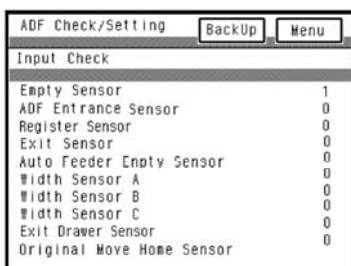 ADF Check/Setting BackUp Menu
Input Check
Empty Sensor 1
ADF Entrance Sensor 0
Register Sensor 0
Exit Sensor 0
Auto Feeder Enpty Sensor 0
Width Sensor A 0
Width Sensor B 0
Width Sensor C 0
Exit Drawer Sensor 0
Original Move Home Sensor 0